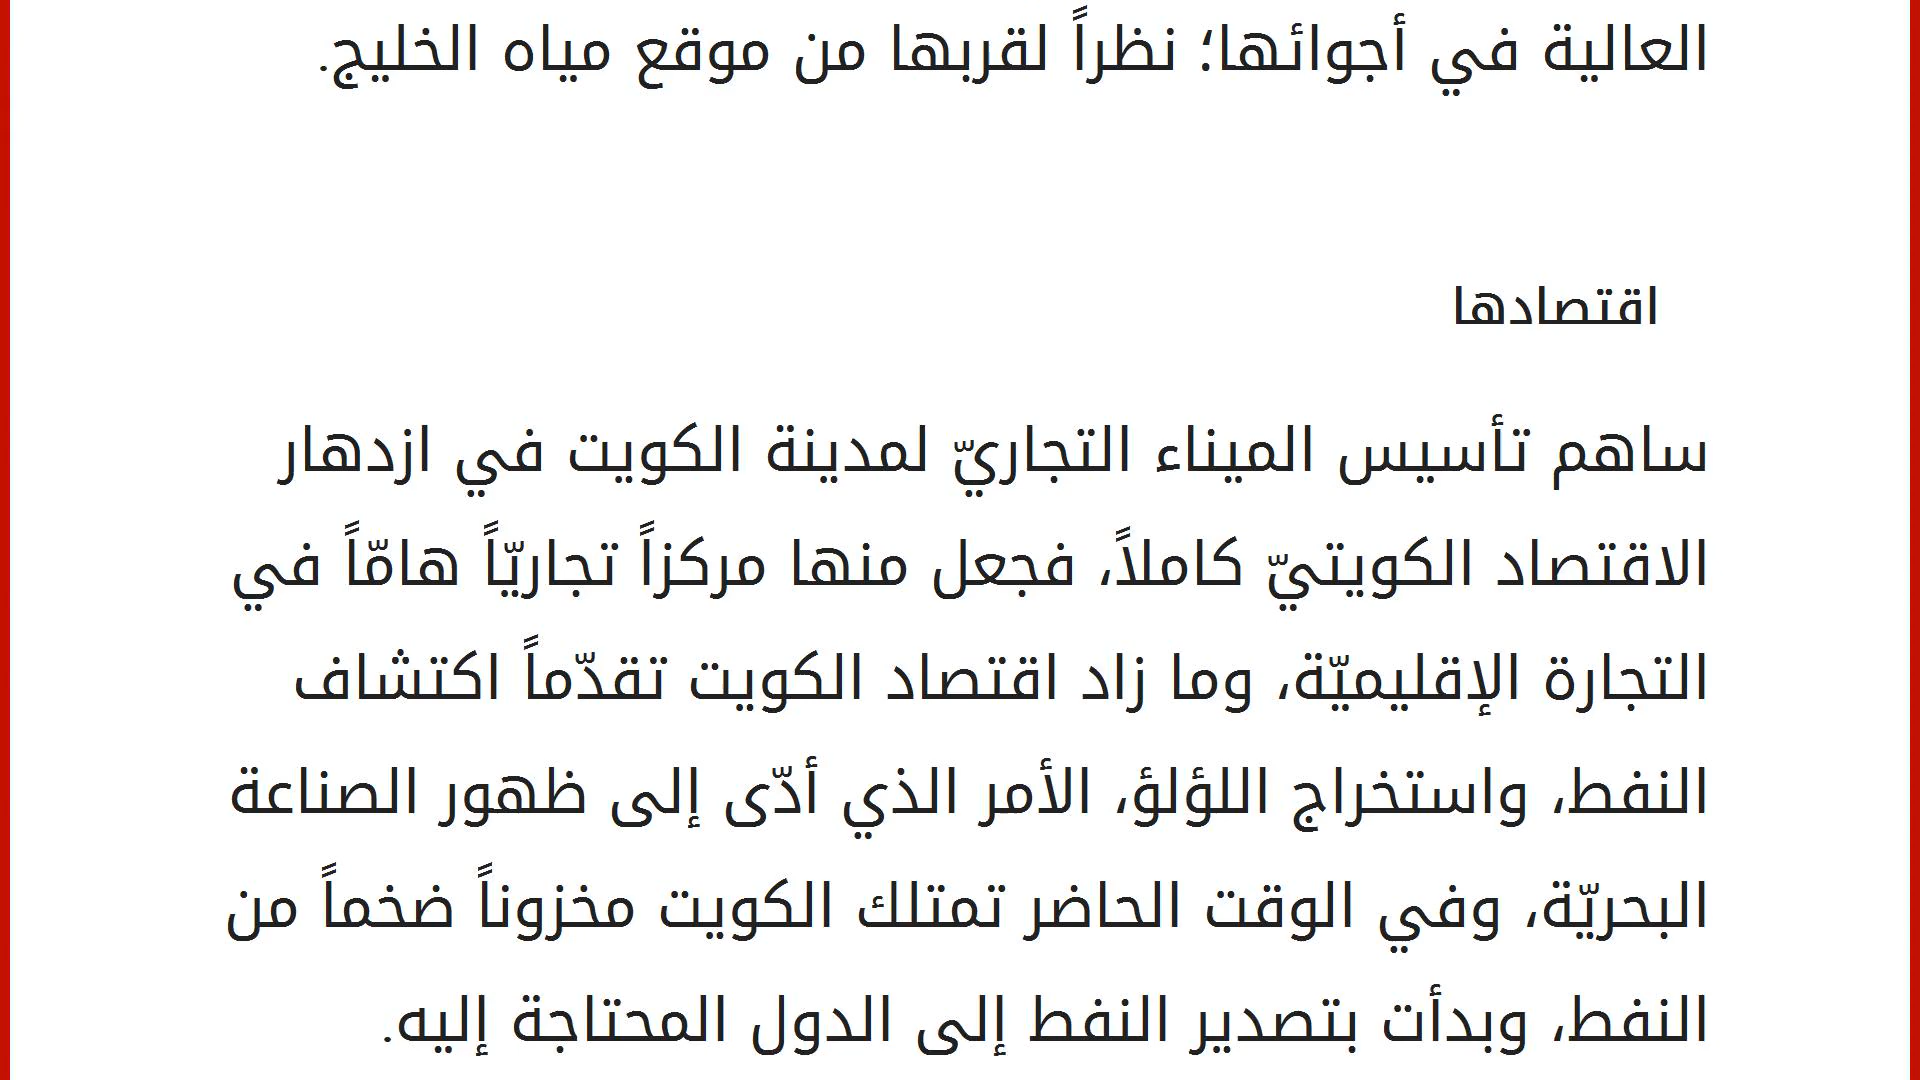 العالية في أجوائها؛ نظراً لقربها من موقع مياه الخليج.
اقتصادها
ساهم تأسيس الميناء التجاريّ لمدينة الكويت في ازدهار
الاقتصاد الكويتيّ كاملاً، فجعل منها مركزاً تجاريّاً هامّاً في
التجارة الإقليميّة، وما زاد اقتصاد الكويت تقدّماً اكتشاف
النفط، واستخراج اللؤلؤ، الأمر الذي أدّى إلى ظهور الصناعة
البحريّة، وفي الوقت الحاضر تمتلك الكويت مخزوناً ضخماً من
النفط، وبدأت بتصدير النفط إلى الدول المحتاجة إليه.